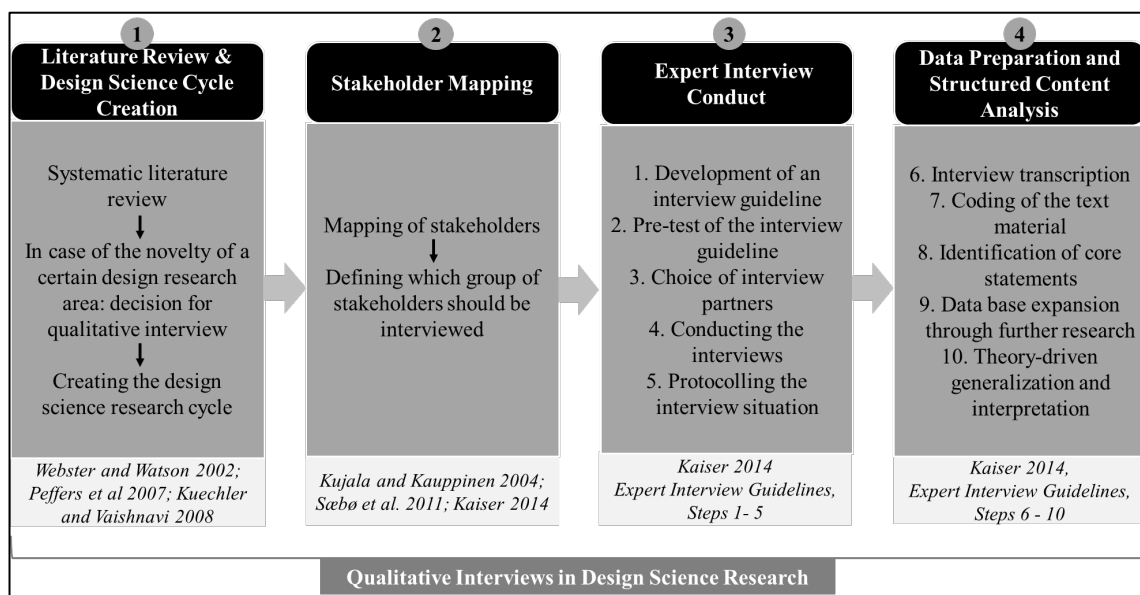 1
Literature Review &
Design Science Cycle
Creation
Systematic literature
review
In case of the novelty of a
certain design research
area: decision for
qualitative interview
Creating the design
science research cycle
Webster and Watson 2002;
Peffers et al 2007; Kuechler
and Vaishnavi 2008
2
Stakeholder Mapping
Mapping of stakeholders
Defining which group of
stakeholders should be
interviewed
Kujala and Kauppinen 2004;
Sæbø et al. 2011; Kaiser 2014
3
Expert Interview
Conduct
1. Development of an
interview guideline
2. Pre-test of the interview
guideline
3. Choice of interview
partners
4. Conducting the
interviews
5. Protocolling the
interview situation
Kaiser 2014
Expert Interview Guidelines,
Steps 1- 5
4
Data Preparation and
Structured Content
Analysis
6. Interview transcription
7. Coding of the text
material
8. Identification of core
statements
9. Data base expansion
through further research
10. Theory-driven
generalization and
interpretation
Kaiser 2014,
Expert Interview Guidelines,
Steps 6 - 10
Qualitative Interviews in Design Science Research